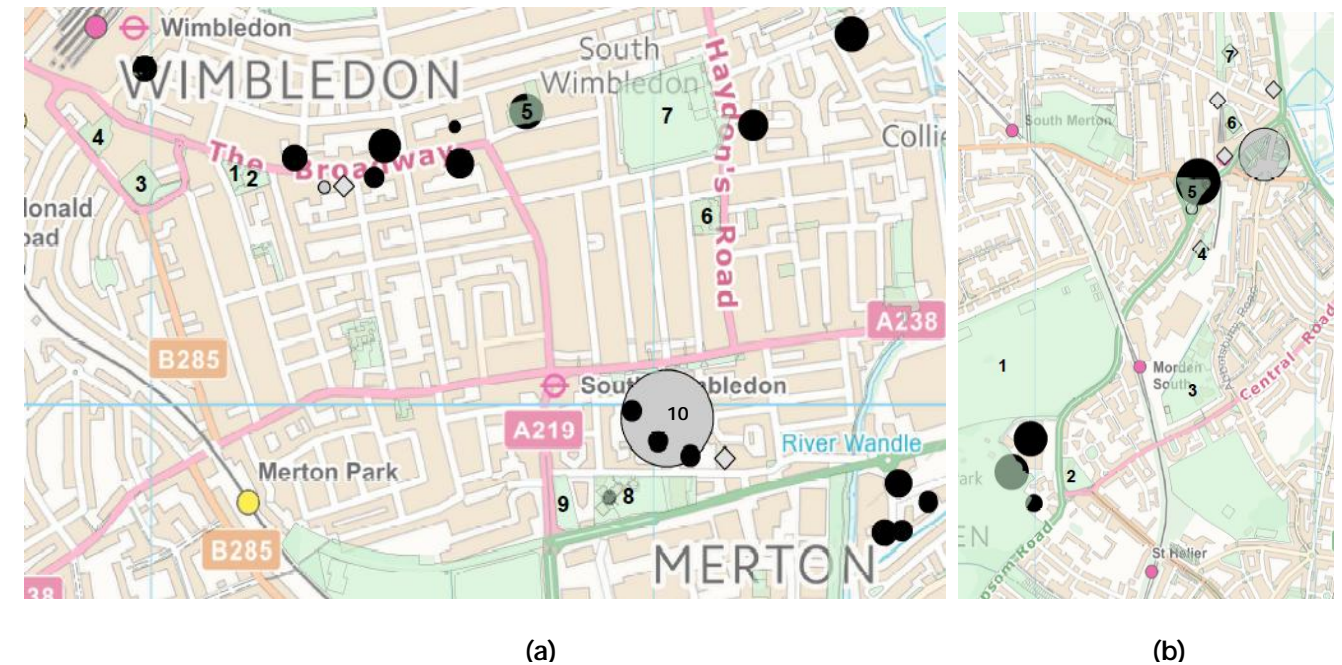 Wimbledon
WIMBLEDON
South
Wimbledon
Haydon's Road
Collie
The Broadway
4
3
1
2
5
7
6
lonald
oad
A238
B285
South Wimbledon
10
A219
River Wandle
Merton Park
9
8
B285
MERTON
38
(a)
7
South Merton
6
5
4
1
Morden
South
3
Central Road
2
ark
EN
St Helier
psom Road
(b)